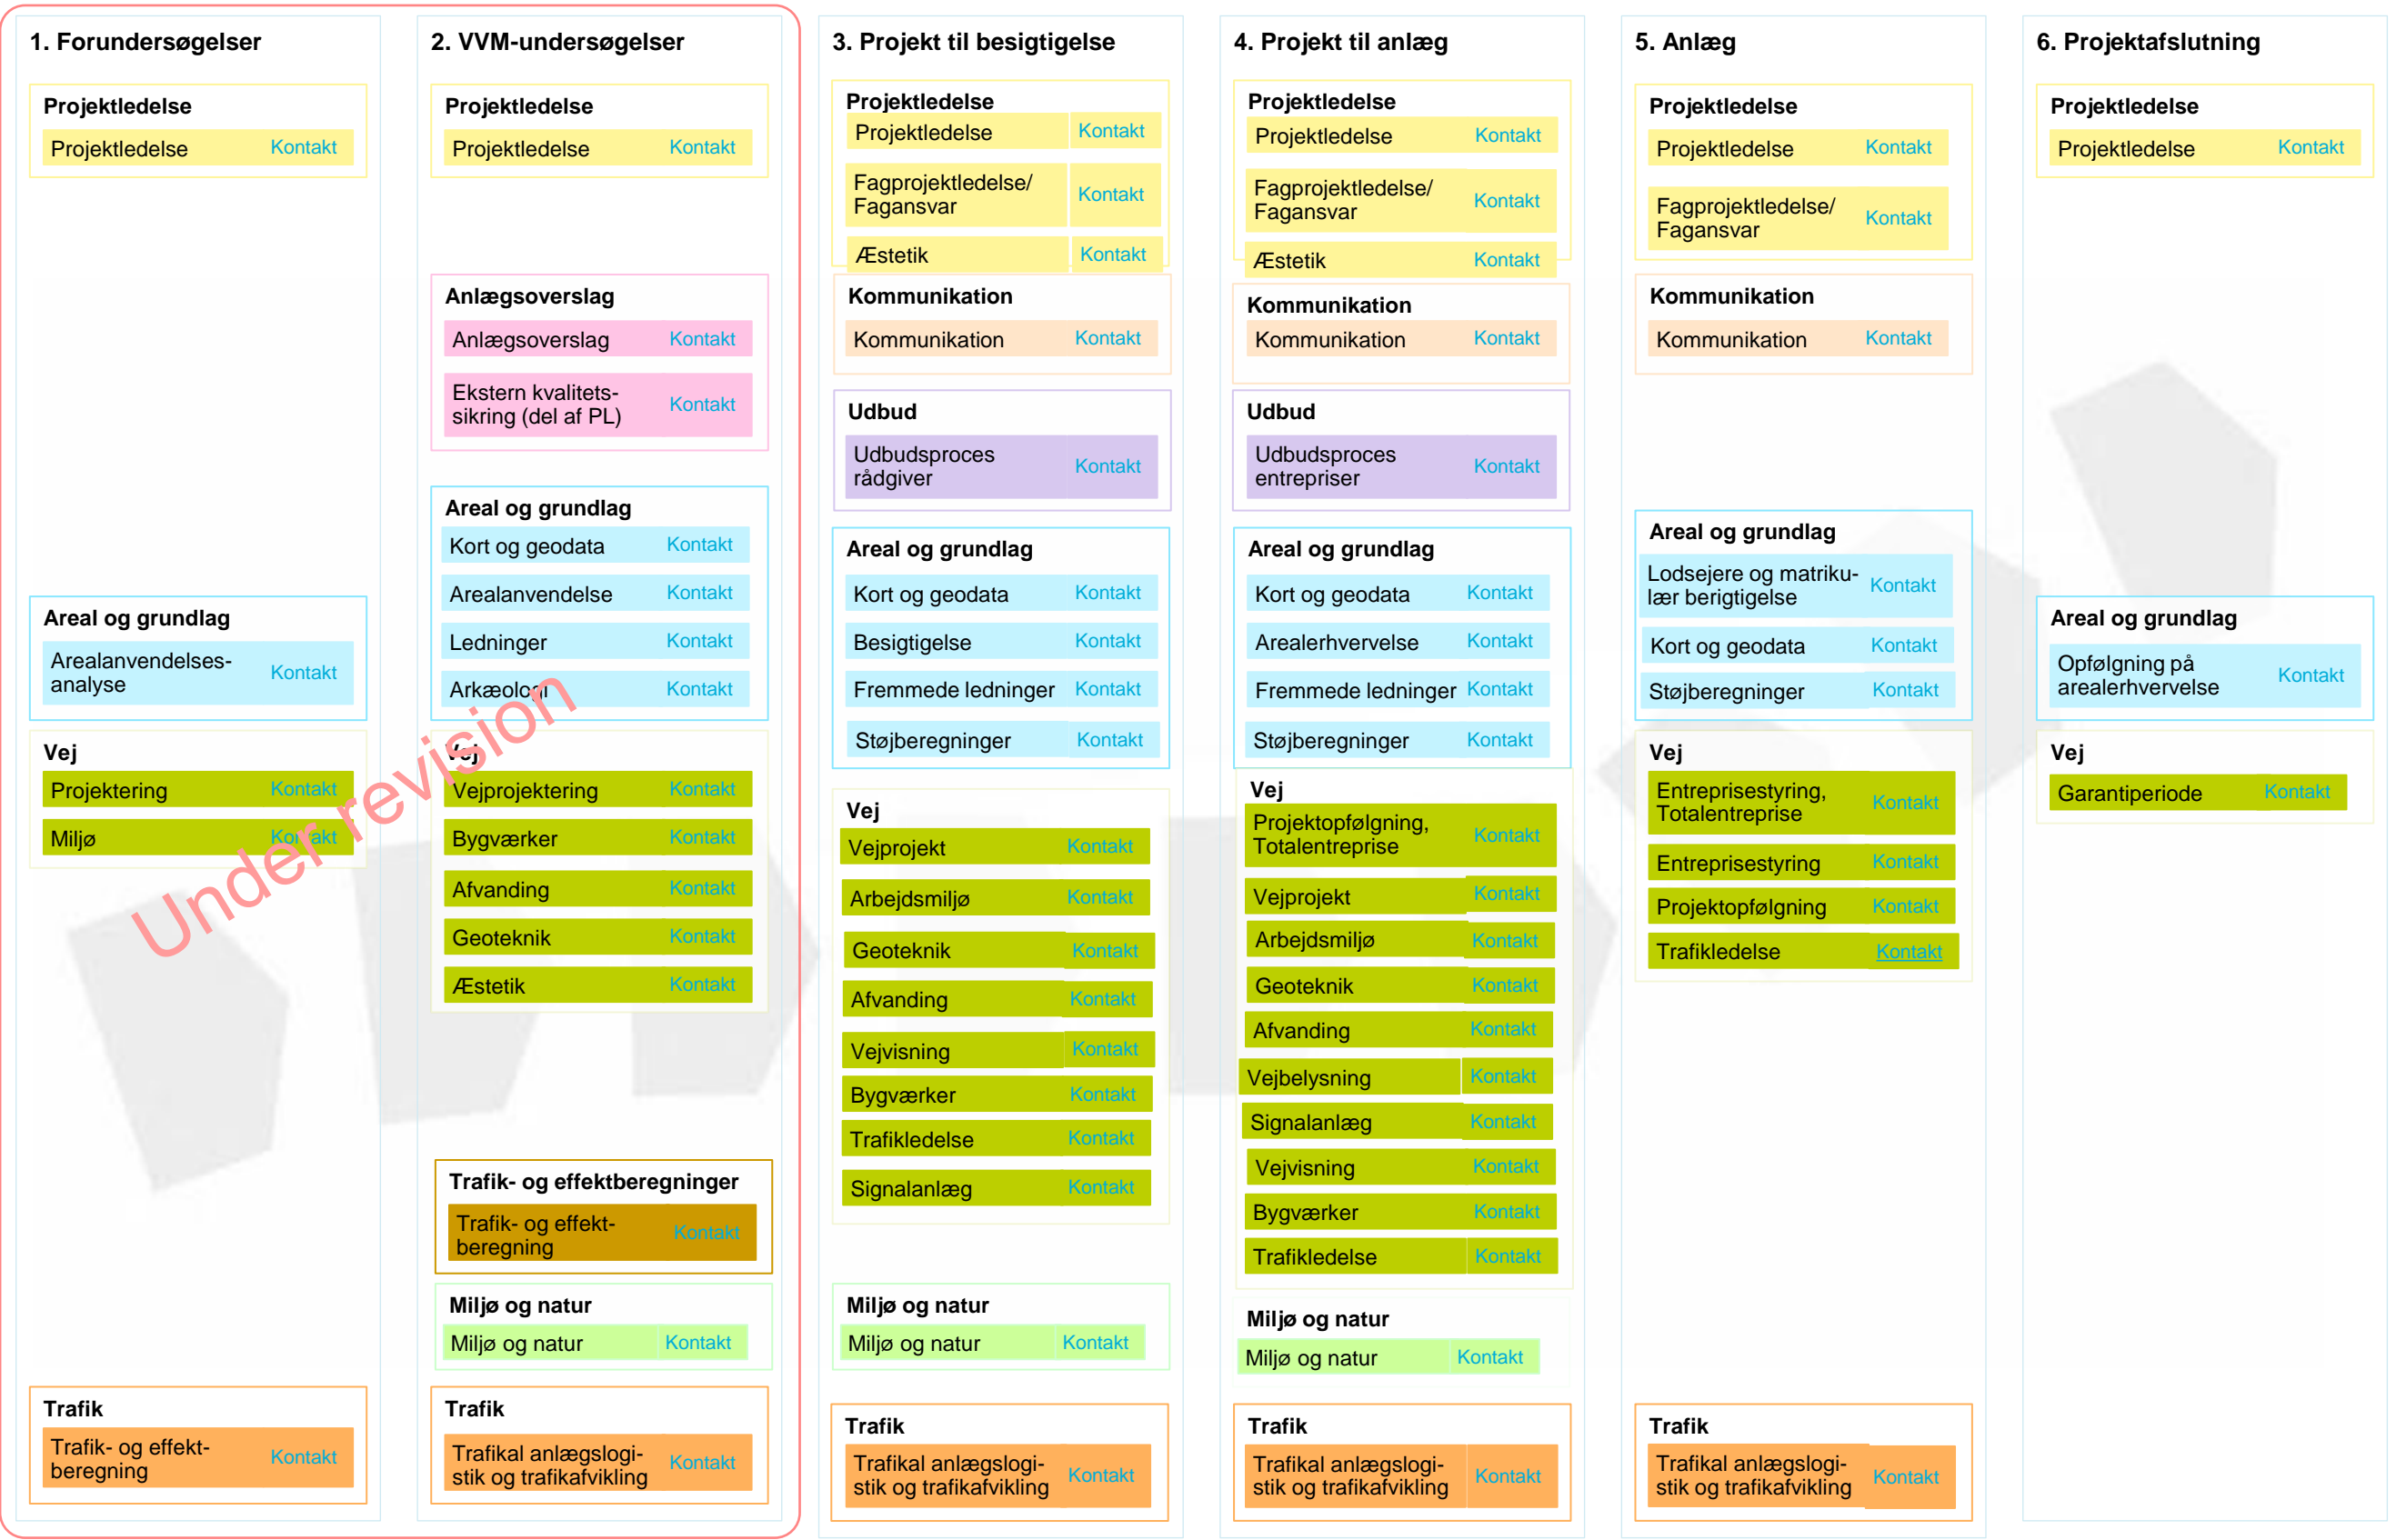 1. Forundersøgelser
Projektledelse
Projektledelse Kontakt
Areal og grundlag
Arealanvendelses-
analyse Kontakt
Vej
Projektering Kontakt
Miljø Kontakt
Trafik
Trafik- og effekt-
beregning Kontakt
2. VVM-undersøgelser
Projektledelse
Projektledelse Kontakt
Anlægsoverslag
Anlægsoverslag Kontakt
Ekstern kvalitets-
sikring (del af PL) Kontakt
Areal og grundlag
Kort og geodata Kontakt
Arealanvendelse Kontakt
Ledninger Kontakt
Arkæologi Kontakt
Vej
Vejprojektering Kontakt
Bygværker Kontakt
Afvanding Kontakt
Geoteknik Kontakt
Æstetik Kontakt
Trafik- og effektberegninger
Trafik- og effekt-
beregning Kontakt
Miljø og natur
Miljø og natur Kontakt
Trafik
Trafikal anlægslogi-
stik og trafikafvikling Kontakt
Under revision
3. Projekt til besigtigelse
Projektledelse
Projektledelse Kontakt
Fagprojektledelse/
Fagansvar Kontakt
Æstetik Kontakt
Kommunikation
Kommunikation Kontakt
Udbud
Udbudsproces
rådgiver Kontakt
Areal og grundlag
Kort og geodata Kontakt
Besigtigelse Kontakt
Fremmede ledninger Kontakt
Støjberegninger Kontakt
Vej
Vejprojekt Kontakt
Arbejdsmiljø Kontakt
Geoteknik Kontakt
Afvanding Kontakt
Vejvisning Kontakt
Bygværker Kontakt
Trafikledelse Kontakt
Signalanlæg Kontakt
Miljø og natur
Miljø og natur Kontakt
Trafik
Trafikal anlægslogi-
stik og trafikafvikling Kontakt
4. Projekt til anlæg
Projektledelse
Projektledelse Kontakt
Fagprojektledelse/
Fagansvar Kontakt
Æstetik Kontakt
Kommunikation
Kommunikation Kontakt
Udbud
Udbudsproces
entrepriser Kontakt
Areal og grundlag
Kort og geodata Kontakt
Arealerhvervelse Kontakt
Fremmede ledninger Kontakt
Støjberegninger Kontakt
Vej
Projektopfølgning,
Totalentreprise Kontakt
Vejprojekt Kontakt
Arbejdsmiljø Kontakt
Geoteknik Kontakt
Afvanding Kontakt
Vejbelysning Kontakt
Signalanlæg Kontakt
Vejvisning Kontakt
Bygværker Kontakt
Trafikledelse Kontakt
Miljø og natur
Miljø og natur Kontakt
Trafik
Trafikal anlægslogi-
stik og trafikafvikling Kontakt
5. Anlæg
Projektledelse
Projektledelse Kontakt
Fagprojektledelse/
Fagansvar Kontakt
Kommunikation
Kommunikation Kontakt
Areal og grundlag
Lodsejere og matriku-
lær berigtigelse Kontakt
Kort og geodata Kontakt
Støjberegninger Kontakt
Vej
Entreprisestyring,
Totalentreprise Kontakt
Entreprisestyring Kontakt
Projektopfølgning Kontakt
Trafikledelse Kontakt
Trafik
Trafikal anlægslogi-
stik og trafikafvikling Kontakt
6. Projektafslutning
Projektledelse
Projektledelse Kontakt
Areal og grundlag
Opfølgning på
arealerhvervelse Kontakt
Vej
Garantiperiode Kontakt